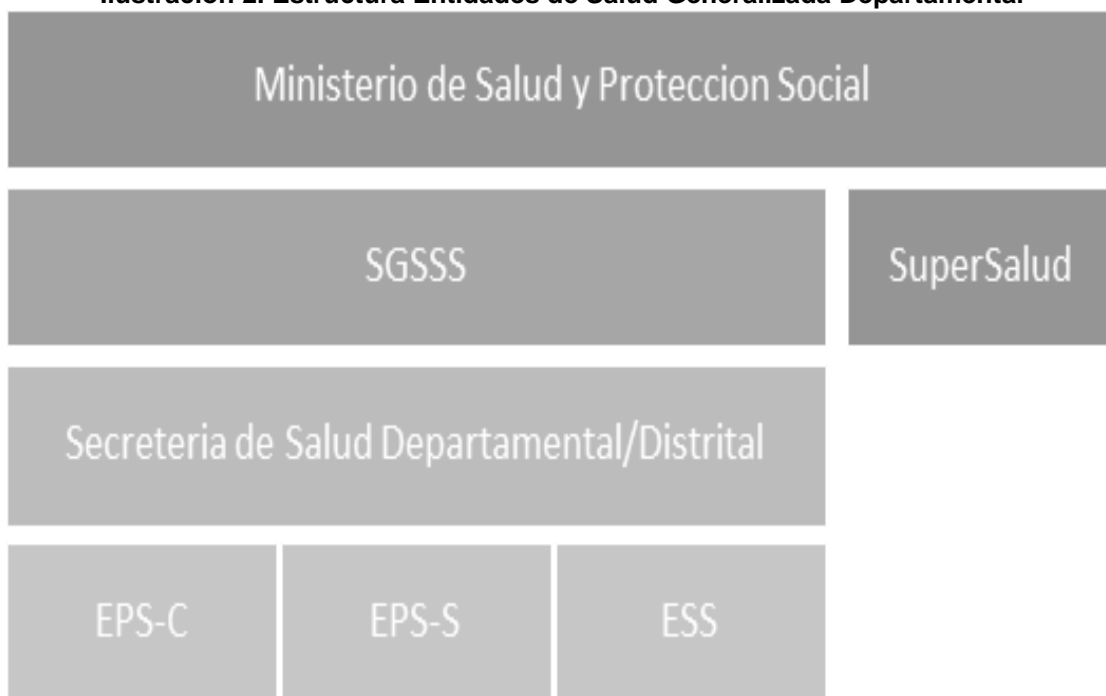 Ilustración 2. Estructura Entidades de Salud Generalizada Departamental
Ministerio de Salud y Proteccion Social
SGSSS
SuperSalud
Secreteria de Salud Departamental/Distrital
EPS-C
EPS-S
ESS